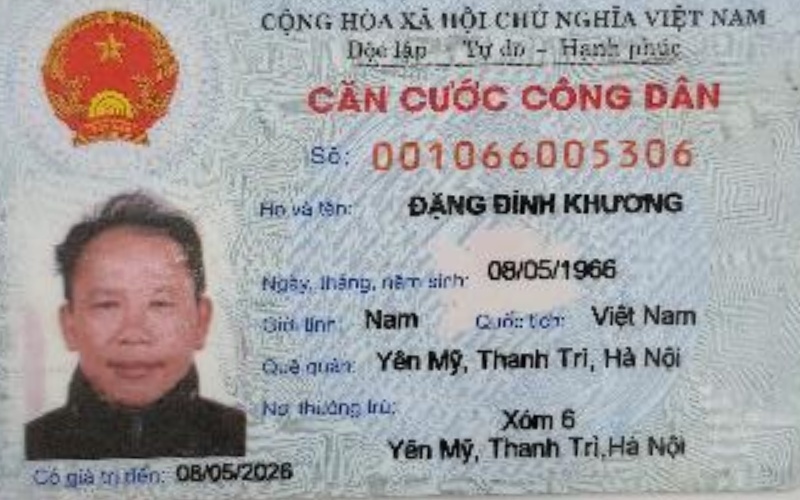 CỘNG HÒA XÃ HỘI CHỦ NGHĨA VIỆT NAM
Độc lập - Tự do - Hạnh phúc
CĂN CƯỚC CÔNG DÂN
Số: 001066005306
Họ và tên: ĐẶNG ĐÌNH KHƯƠNG
Ngày, tháng, năm sinh: 08/05/1966
Giới tính: Nam Quốc tịch: Việt Nam
Quê quán: Yên Mỹ, Thanh Trì, Hà Nội
Nơi thường trú: Xóm 6
Yên Mỹ, Thanh Trì,Hà Nội
Có giá trị đến: 08/05/2026